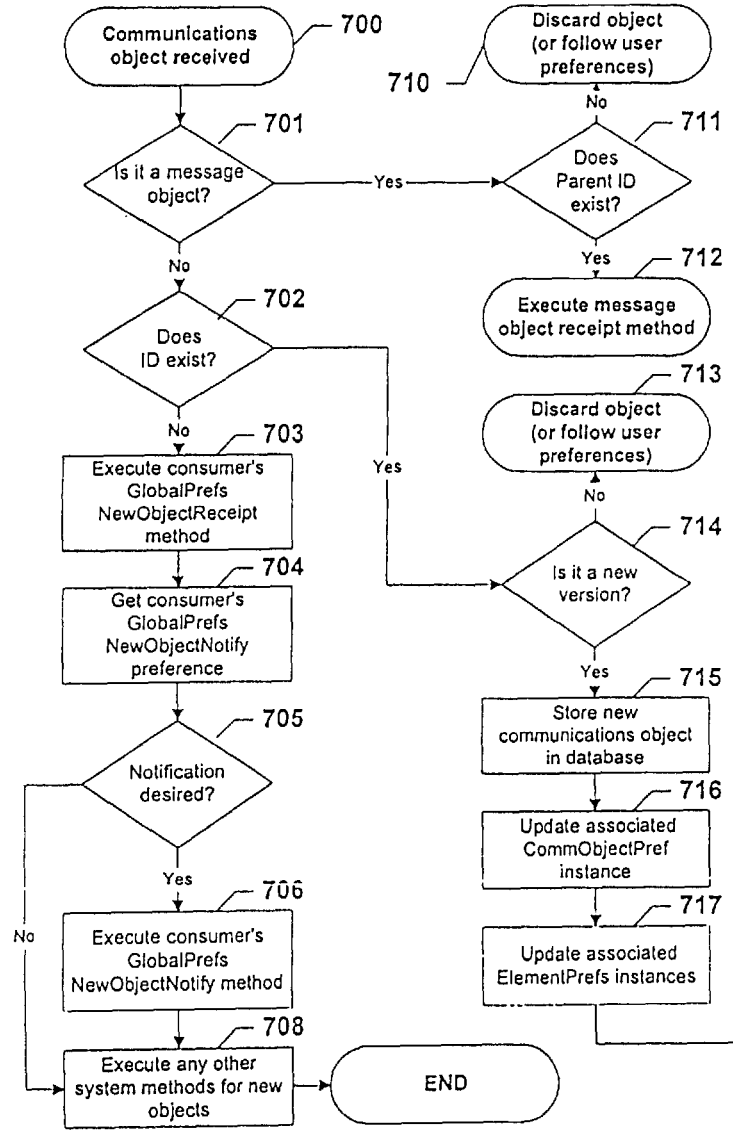 Communications
object received
700
701
Is it a message
object?
Yes
No
702
Does
ID exist?
No
Yes
703
Execute consumer's
GlobalPrefs
NewObjectReceipt
method
704
Get consumer's
GlobalPrefs
NewObjectNotify
preference
705
Notification
desired?
Yes
No
706
Execute consumer's
GlobalPrefs
NewObjectNotify method
708
Execute any other
system methods for new
objects
END
Discard object
(or follow user
preferences)
710
No
711
Does
Parent ID
exist?
Yes
712
Execute message
object receipt method
713
Discard object
(or follow user
preferences)
No
714
Is it a new
version?
Yes
715
Store new
communications object
in database
716
Update associated
CommObjectPref
instance
717
Update associated
ElementPrefs instances